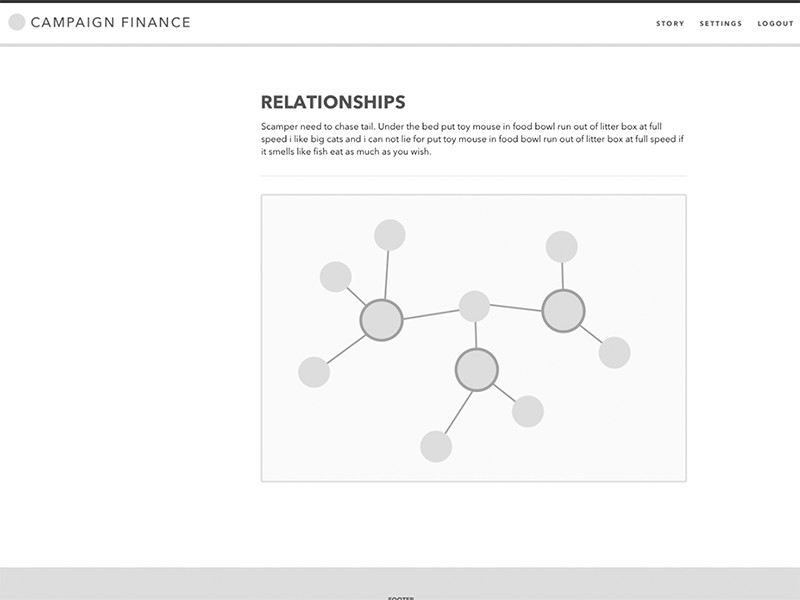 CAMPAIGN FINANCE
STORY SETTINGS LOGOUT
RELATIONSHIPS
Scamper need to chase tail. Under the bed put toy mouse in food bowl run out of litter box at full
speed i like big cats and i can not lie for put toy mouse in food bowl run out of litter box at full speed if
it smells like fish eat as much as you wish.
FOOTER